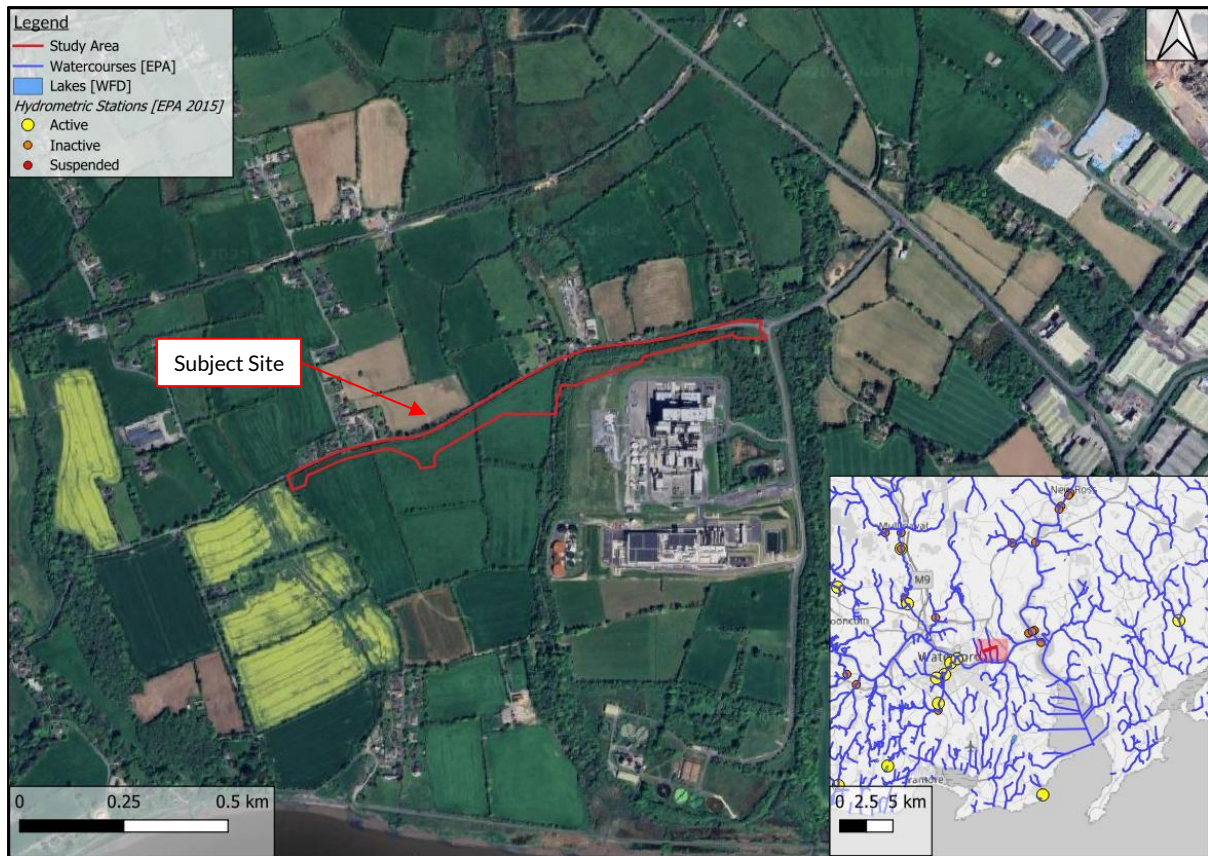 Legend
Study Area
Watercourses [EPA]
Lakes [WFD]
Hydrometric Stations [EPA 2015]
Active
Inactive
Suspended
Subject Site
0 0.25 0.5 km
New Ross
M9
0 2.5 5 km